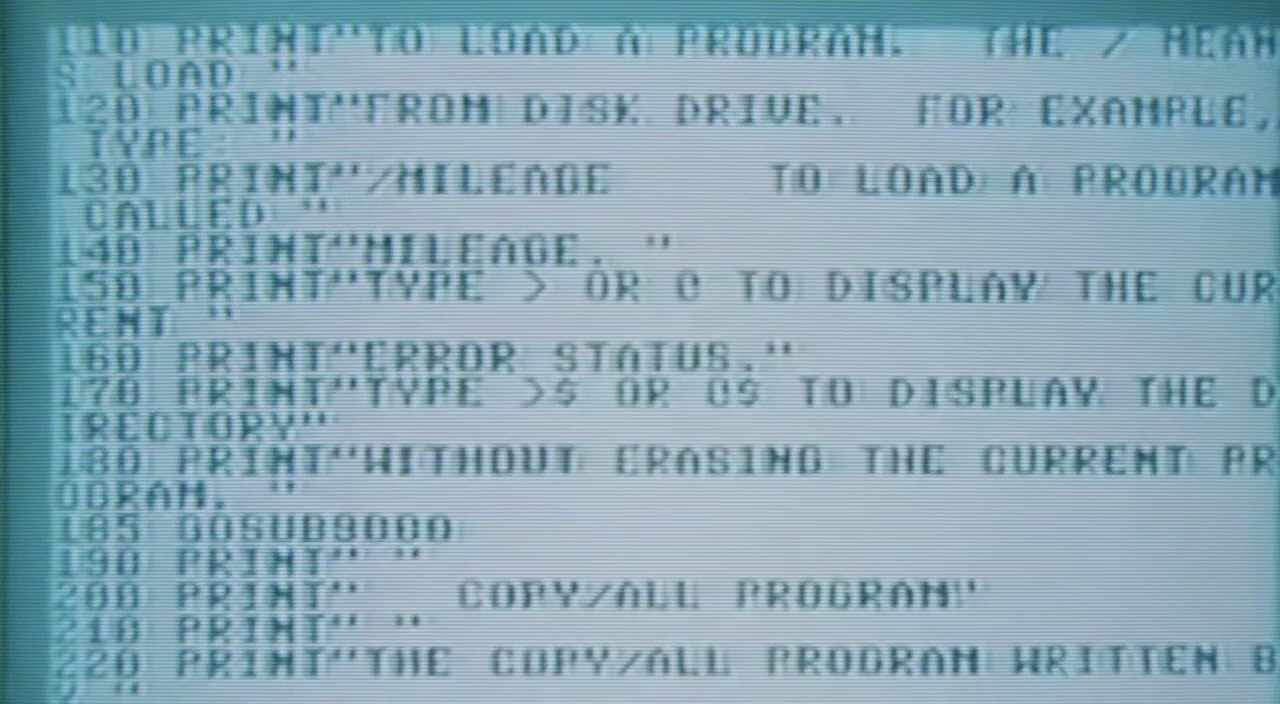 110 PRINT"TO LOAD A PROGRAM.  THE / MEAN
S LOAD "
120 PRINT"FROM DISK DRIVE.  FOR EXAMPLE,
 TYPE: "
130 PRINT"/MILEAGE    TO LOAD A PROGRAM
 CALLED "
140 PRINT"MILEAGE. "
150 PRINT"TYPE > OR @ TO DISPLAY THE CUR
RENT "
160 PRINT"ERROR STATUS."
170 PRINT"TYPE >$ OR @$ TO DISPLAY THE D
IRECTORY"
180 PRINT"WITHOUT ERASING THE CURRENT PR
OGRAM. "
185 GOSUB9000
190 PRINT" "
200 PRINT"   COPY/ALL PROGRAM"
210 PRINT" "
220 PRINT"THE COPY/ALL PROGRAM WRITTEN B
Y "